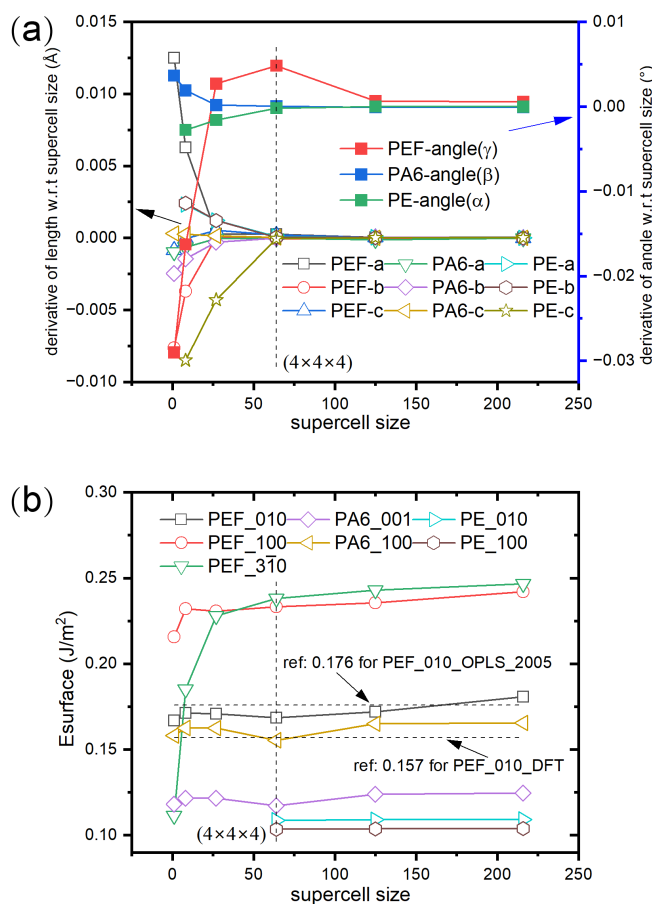 (a)
derivative of length w.r.t supercell size (Å)
0.015
0.010
0.005
0.000
−0.005
−0.010
0.01
0.00
−0.01
−0.02
−0.03
derivative of angle w.r.t supercell size (°)
PEF-angle(γ)
PA6-angle(β)
PE-angle(α)
PEF-a PA6-a PE-a
PEF-b PA6-b PE-b
PEF-c PA6-c PE-c
(4×4×4)
0 50 100 150 200 250
supercell size
(b)
Esurface (J/m²)
0.30
0.25
0.20
0.15
0.10
PEF_010 PA6_001 PE_010
PEF_100 PA6_100 PE_100
PEF_31̅0
ref: 0.176 for PEF_010_OPLS_2005
ref: 0.157 for PEF_010_DFT
(4×4×4)
0 50 100 150 200 250
supercell size